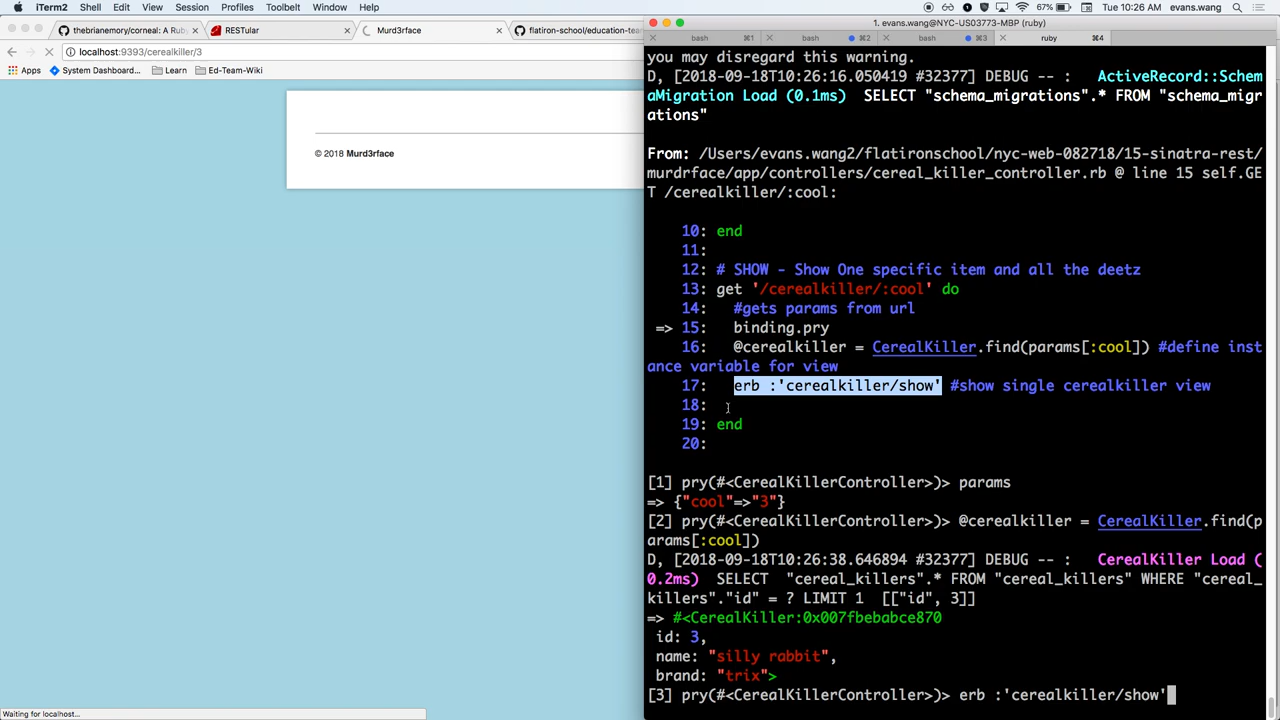 iTerm2 Shell Edit View Session Profiles Toolbelt Window Help 67% Tue 10:26 AM evans.wang
thebrianemory/corneal: A Rub
RESTular
Murd3rface
flatiron-school/education-tea
localhost:9393/cerealkiller/3
Apps System Dashboard... Learn Ed-Team-Wiki
© 2018 Murd3rface
Waiting for localhost...
1. evans.wang@NYC-US03773-MBP (ruby)
bash ⌘1 bash ⌘2 bash ⌘3 ruby ⌘4
you may disregard this warning.
D, [2018-09-18T10:26:16.050419 #32377] DEBUG -- : ActiveRecord::Schem
aMigration Load (0.1ms) SELECT "schema_migrations".* FROM "schema_migr
ations"
From: /Users/evans.wang2/flatironschool/nyc-web-082718/15-sinatra-rest/
murdrface/app/controllers/cereal_killer_controller.rb @ line 15 self.GE
T /cerealkiller/:cool:
10: end
11:
12: # SHOW - Show One specific item and all the deetz
13: get '/cerealkiller/:cool' do
14: #gets params from url
=> 15: binding.pry
16: @cerealkiller = CerealKiller.find(params[:cool]) #define inst
ance variable for view
17: erb :'cerealkiller/show' #show single cerealkiller view
18:
19: end
20:
[1] pry(#<CerealKillerController>)> params
=> {"cool"=>"3"}
[2] pry(#<CerealKillerController>)> @cerealkiller = CerealKiller.find(p
arams[:cool])
D, [2018-09-18T10:26:38.646894 #32377] DEBUG -- : CerealKiller Load (
0.2ms) SELECT "cereal_killers".* FROM "cereal_killers" WHERE "cereal_
killers"."id" = ? LIMIT 1 [["id", 3]]
=> #<CerealKiller:0x007fbebabce870
id: 3,
name: "silly rabbit",
brand: "trix">
[3] pry(#<CerealKillerController>)> erb :'cerealkiller/show'